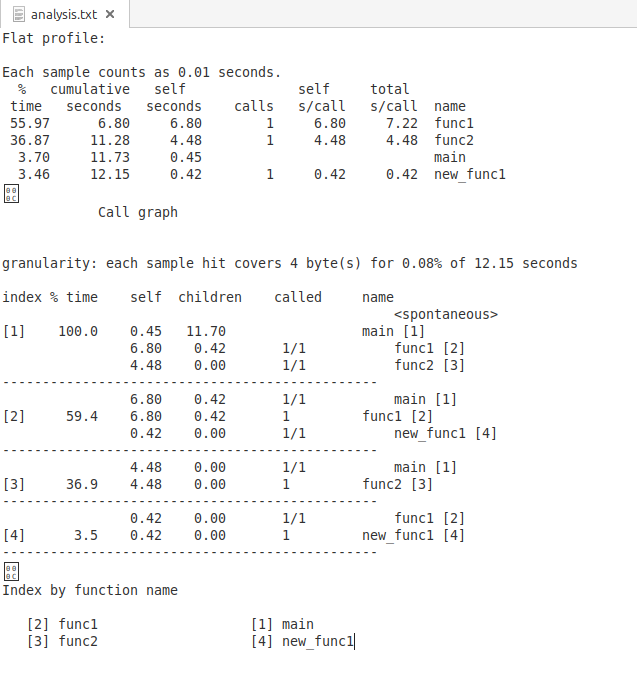 analysis.txt
Flat profile:
Each sample counts as 0.01 seconds.
  %   cumulative   self              self     total
 time   seconds   seconds    calls   s/call   s/call  name
 55.97      6.80     6.80        1     6.80     7.22  func1
 36.87     11.28     4.48        1     4.48     4.48  func2
  3.70     11.73     0.45                             main
  3.46     12.15     0.42        1     0.42     0.42  new_func1
000C
            Call graph
granularity: each sample hit covers 4 byte(s) for 0.08% of 12.15 seconds
index % time    self  children    called     name
                                                 <spontaneous>
[1]    100.0    0.45   11.70                 main [1]
                6.80    0.42       1/1           func1 [2]
                4.48    0.00       1/1           func2 [3]
-----------------------------------------------
                6.80    0.42       1/1           main [1]
[2]     59.4    6.80    0.42       1         func1 [2]
                0.42    0.00       1/1           new_func1 [4]
-----------------------------------------------
                4.48    0.00       1/1           main [1]
[3]     36.9    4.48    0.00       1         func2 [3]
-----------------------------------------------
                0.42    0.00       1/1           func1 [2]
[4]      3.5    0.42    0.00       1         new_func1 [4]
-----------------------------------------------
000C
Index by function name
   [2] func1                   [1] main
   [3] func2                   [4] new_func1